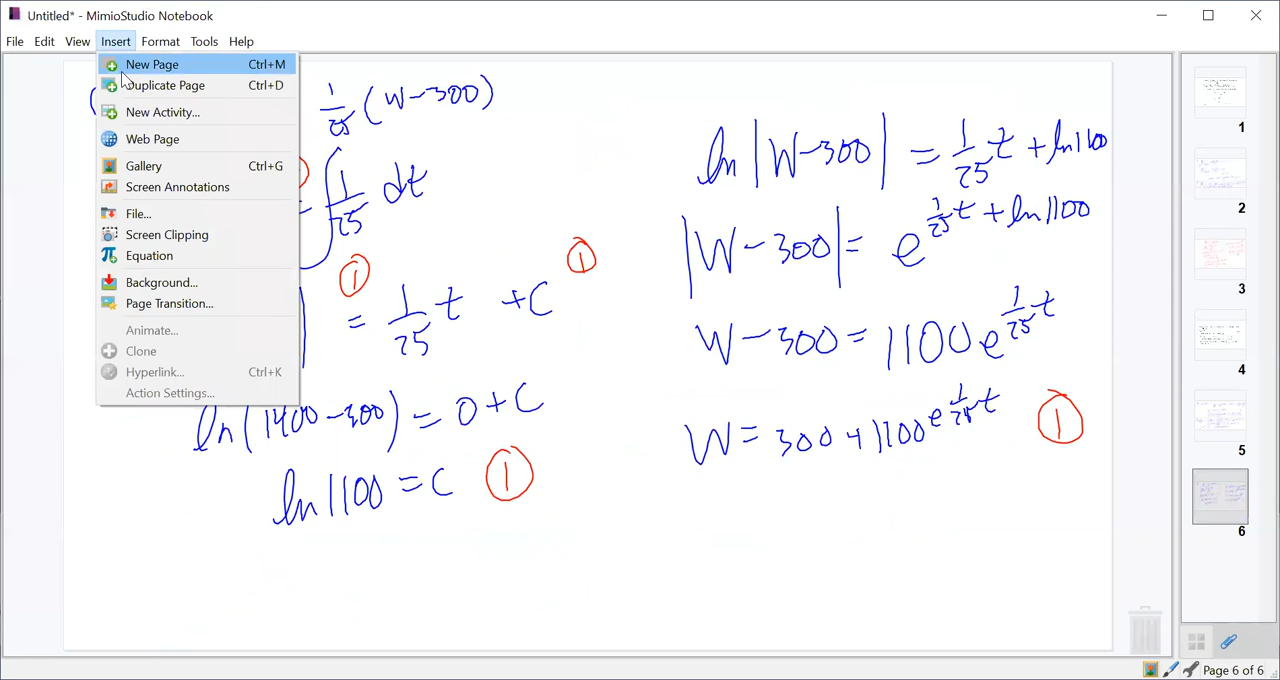 Untitled* - MimioStudio Notebook
File Edit View Insert Format Tools Help
New Page Ctrl+M
Duplicate Page Ctrl+D
New Activity...
Web Page
Gallery Ctrl+G
Screen Annotations
File...
Screen Clipping
Equation
Background...
Page Transition...
Animate...
Clone
Hyperlink... Ctrl+K
Action Settings...
( 1/25 (W-300)
= ∫ 1/25 dt
①
| = 1/25 t + C ①
ln(1400-300) = 0 + C
ln 1100 = C ①
ln|W-300| = 1/25 t + ln 1100
|W-300| = e^(1/25 t + ln 1100)
W-300 = 1100 e^(1/25 t)
W = 300 + 1100 e^(1/25 t) ①
1
2
3
4
5
6
Page 6 of 6